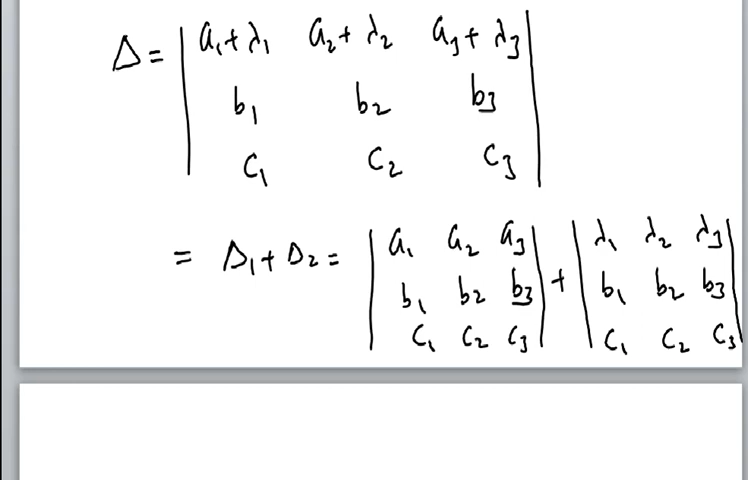 Δ = | a₁+λ₁ a₂+λ₂ a₃+λ₃ |
b₁ b₂ b₃
c₁ c₂ c₃
= Δ₁+Δ₂ = | a₁ a₂ a₃ | + | λ₁ λ₂ λ₃ |
b₁ b₂ b₃ b₁ b₂ b₃
c₁ c₂ c₃ c₁ c₂ c₃